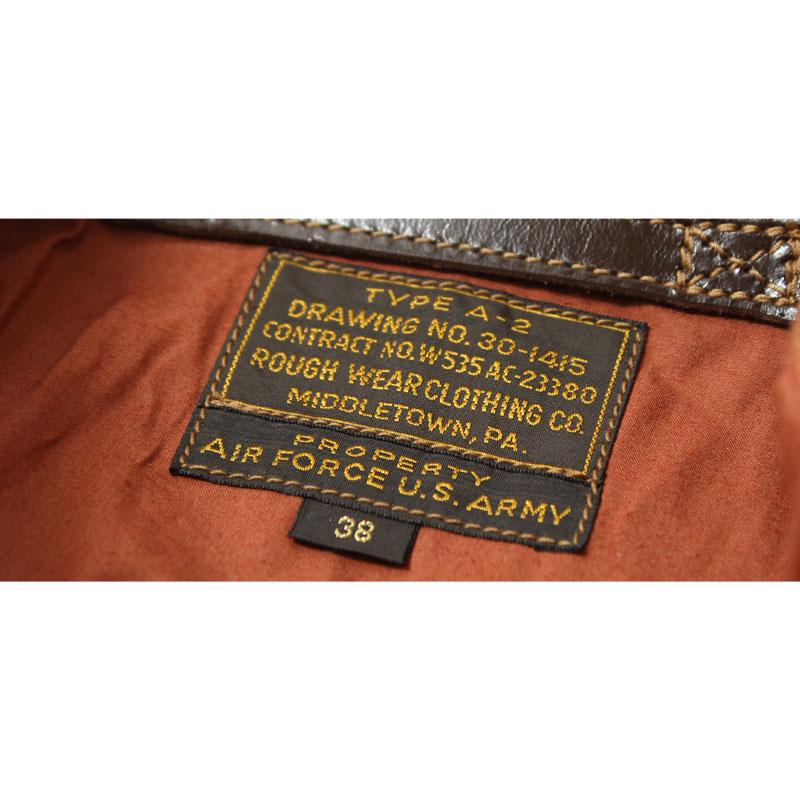 TYPE A-2
DRAWING NO. 30-1415
CONTRACT NO. W535 AC-23380
ROUGH WEAR CLOTHING CO.
MIDDLETOWN, PA.
PROPERTY
AIR FORCE U.S. ARMY
38